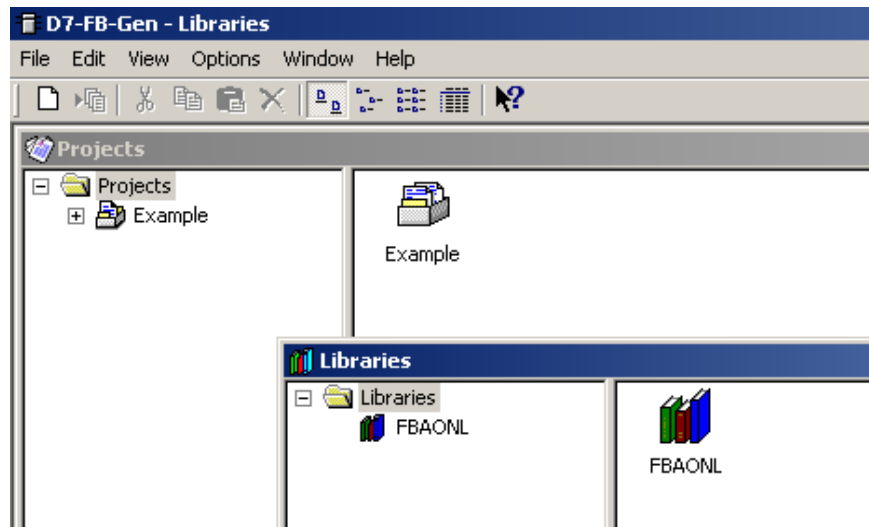 D7-FB-Gen - Libraries
File Edit View Options Window Help
Projects
Projects
Example
Example
Libraries
Libraries
FBAONL
FBAONL